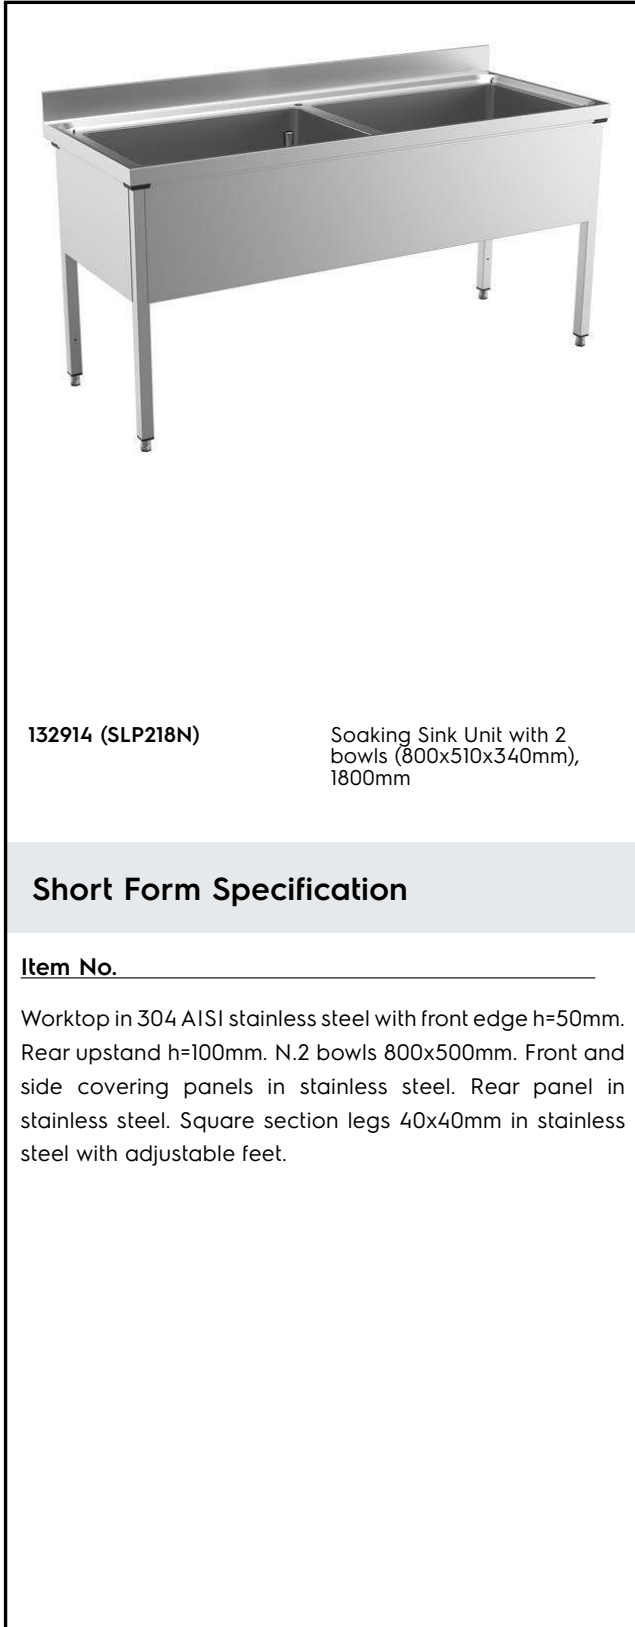 132914 (SLP218N)
Soaking Sink Unit with 2
bowls (800x510x340mm),
1800mm
Short Form Specification
Item No.
Worktop in 304 AISI stainless steel with front edge h=50mm.
Rear upstand h=100mm. N.2 bowls 800x500mm. Front and
side covering panels in stainless steel. Rear panel in
stainless steel. Square section legs 40x40mm in stainless
steel with adjustable feet.